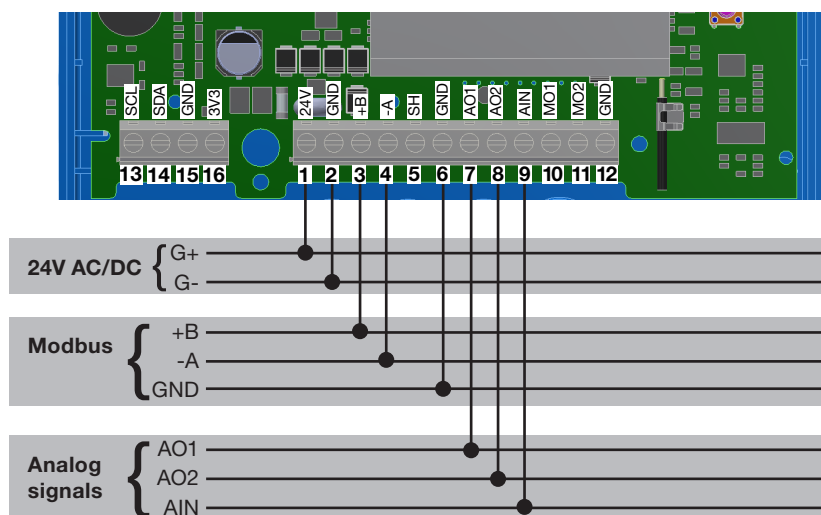 SCL SDA GND 3V3 24V GND +B -A SH GND AO1 AO2 AIN MO1 MO2 GND
13 14 15 16 1 2 3 4 5 6 7 8 9 10 11 12
24V AC/DC { G+
G-
Modbus { +B
-A
GND
Analog signals { AO1
AO2
AIN